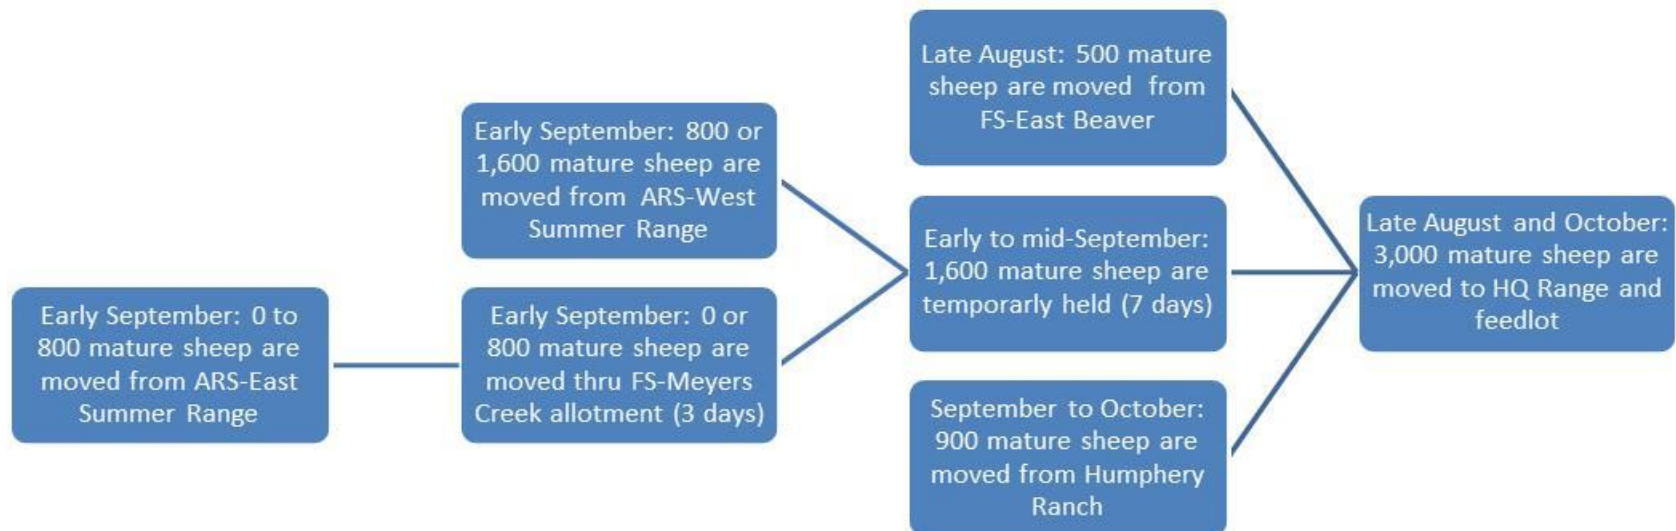 Early September: 0 to
800 mature sheep are
moved from ARS-East
Summer Range
Early September: 800 or
1,600 mature sheep are
moved from ARS-West
Summer Range
Early September: 0 or
800 mature sheep are
moved thru FS-Meyers
Creek allotment (3 days)
Late August: 500 mature
sheep are moved from
FS-East Beaver
Early to mid-September:
1,600 mature sheep are
temporarly held (7 days)
September to October:
900 mature sheep are
moved from Humphery
Ranch
Late August and October:
3,000 mature sheep are
moved to HQ Range and
feedlot